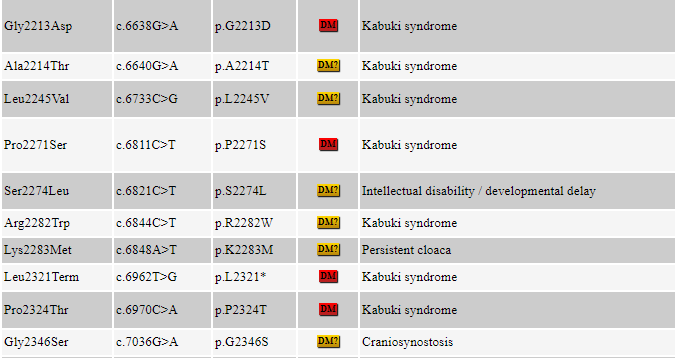 Gly2213Asp c.6638G>A p.G2213D DM Kabuki syndrome
Ala2214Thr c.6640G>A p.A2214T DM? Kabuki syndrome
Leu2245Val c.6733C>G p.L2245V DM? Kabuki syndrome
Pro2271Ser c.6811C>T p.P2271S DM Kabuki syndrome
Ser2274Leu c.6821C>T p.S2274L DM? Intellectual disability / developmental delay
Arg2282Trp c.6844C>T p.R2282W DM? Kabuki syndrome
Lys2283Met c.6848A>T p.K2283M DM? Persistent cloaca
Leu2321Term c.6962T>G p.L2321* DM Kabuki syndrome
Pro2324Thr c.6970C>A p.P2324T DM Kabuki syndrome
Gly2346Ser c.7036G>A p.G2346S DM? Craniosynostosis